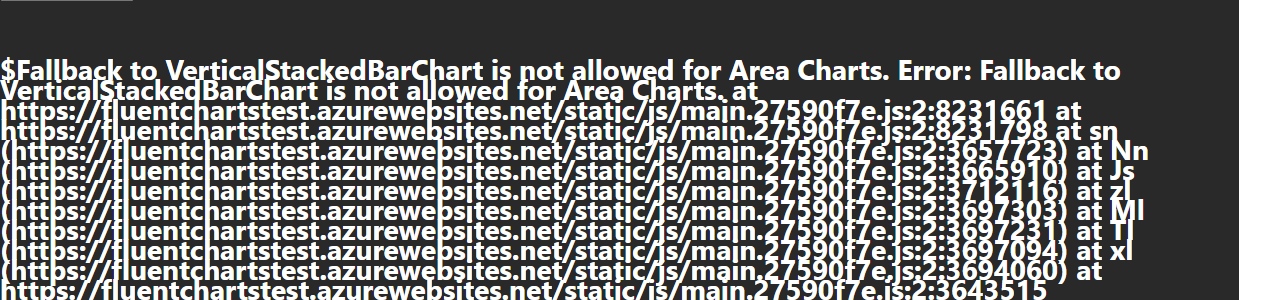 $Fallback to VerticalStackedBarChart is not allowed for Area Charts. Error: Fallback to
VerticalStackedBarChart is not allowed for Area Charts. at
https://fluentchartstest.azurewebsites.net/static/js/main.27590f7e.js:2:8231661 at
https://fluentchartstest.azurewebsites.net/static/js/main.27590f7e.js:2:8231798 at sn
(https://fluentchartstest.azurewebsites.net/static/js/main.27590f7e.js:2:3657723) at Nn
(https://fluentchartstest.azurewebsites.net/static/js/main.27590f7e.js:2:3665910) at Js
(https://fluentchartstest.azurewebsites.net/static/js/main.27590f7e.js:2:3712116) at zl
(https://fluentchartstest.azurewebsites.net/static/js/main.27590f7e.js:2:3697303) at Ml
(https://fluentchartstest.azurewebsites.net/static/js/main.27590f7e.js:2:3697231) at Tl
(https://fluentchartstest.azurewebsites.net/static/js/main.27590f7e.js:2:3697094) at xl
(https://fluentchartstest.azurewebsites.net/static/js/main.27590f7e.js:2:3694060) at
https://fluentchartstest.azurewebsites.net/static/js/main.27590f7e.js:2:3643515